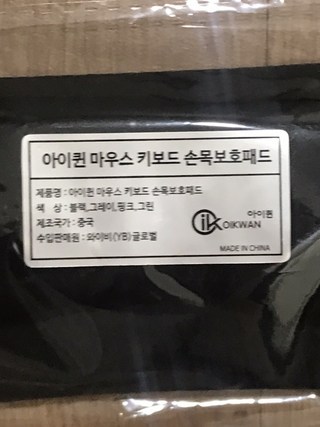 아이퀸 마우스 키보드 손목보호패드
제품명 : 아이퀸 마우스 키보드 손목보호패드
색 상 : 블랙,그레이,핑크,그린
제조국가 : 중국
수입판매원 : 와이비(YB)글로벌
아이퀸
OIKWAN
MADE IN CHINA